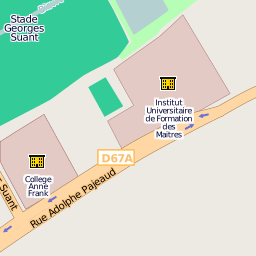 Stade
Georges
Suant
Institut
Universitaire
de Formation
des
Maitres
D67A
College
Anne
Frank
Rue Adolphe Pajeaud
Suant